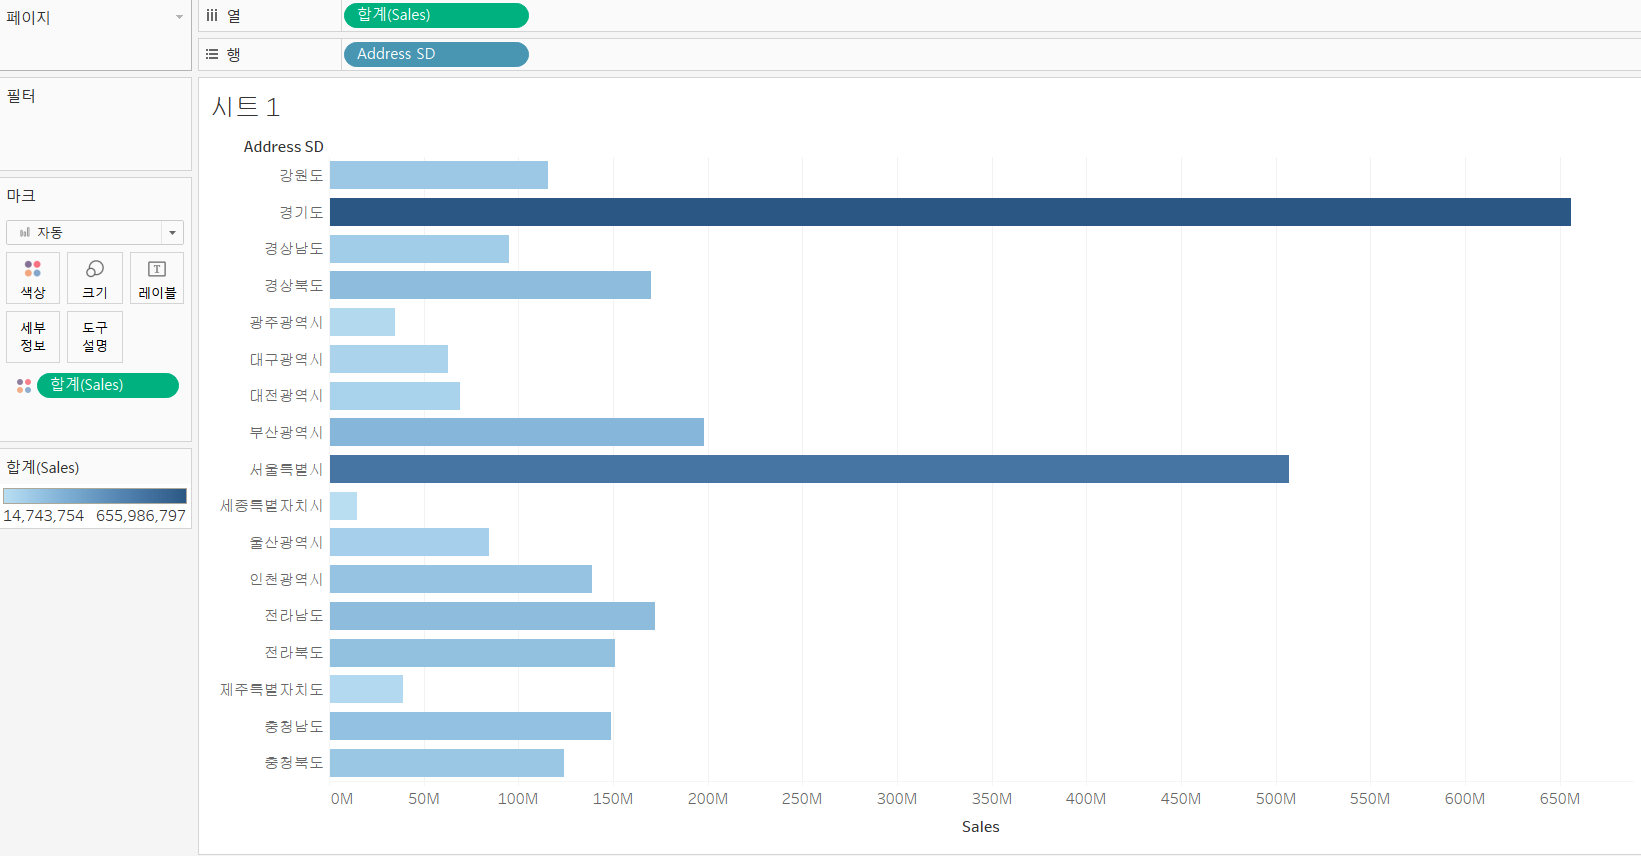 페이지
열
합계(Sales)
행
Address SD
필터
마크
자동
색상
크기
레이블
세부
정보
도구
설명
합계(Sales)
합계(Sales)
14,743,754 655,986,797
시트 1
Address SD
강원도
경기도
경상남도
경상북도
광주광역시
대구광역시
대전광역시
부산광역시
서울특별시
세종특별자치시
울산광역시
인천광역시
전라남도
전라북도
제주특별자치도
충청남도
충청북도
0M 50M 100M 150M 200M 250M 300M 350M 400M 450M 500M 550M 600M 650M
Sales